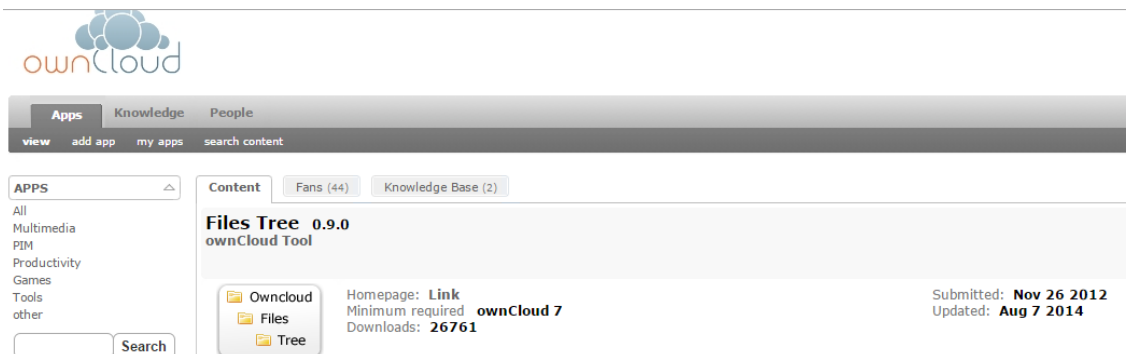 ownCloud
Apps Knowledge People
view add app my apps search content
APPS
All
Multimedia
PIM
Productivity
Games
Tools
other
Search
Content Fans (44) Knowledge Base (2)
Files Tree 0.9.0
ownCloud Tool
Owncloud
Files
Tree
Homepage: Link
Minimum required ownCloud 7
Downloads: 26761
Submitted: Nov 26 2012
Updated: Aug 7 2014